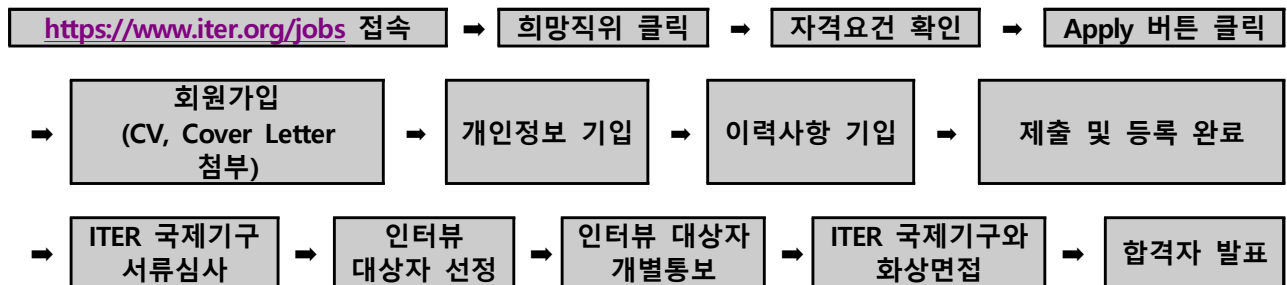 https://www.iter.org/jobs 접속 ➡ 희망직위 클릭 ➡ 자격요건 확인 ➡ Apply 버튼 클릭
➡ 회원가입
(CV, Cover Letter
첨부) ➡ 개인정보 기입 ➡ 이력사항 기입 ➡ 제출 및 등록 완료
➡ ITER 국제기구
서류심사 ➡ 인터뷰
대상자 선정 ➡ 인터뷰 대상자
개별통보 ➡ ITER 국제기구와
화상면접 ➡ 합격자 발표